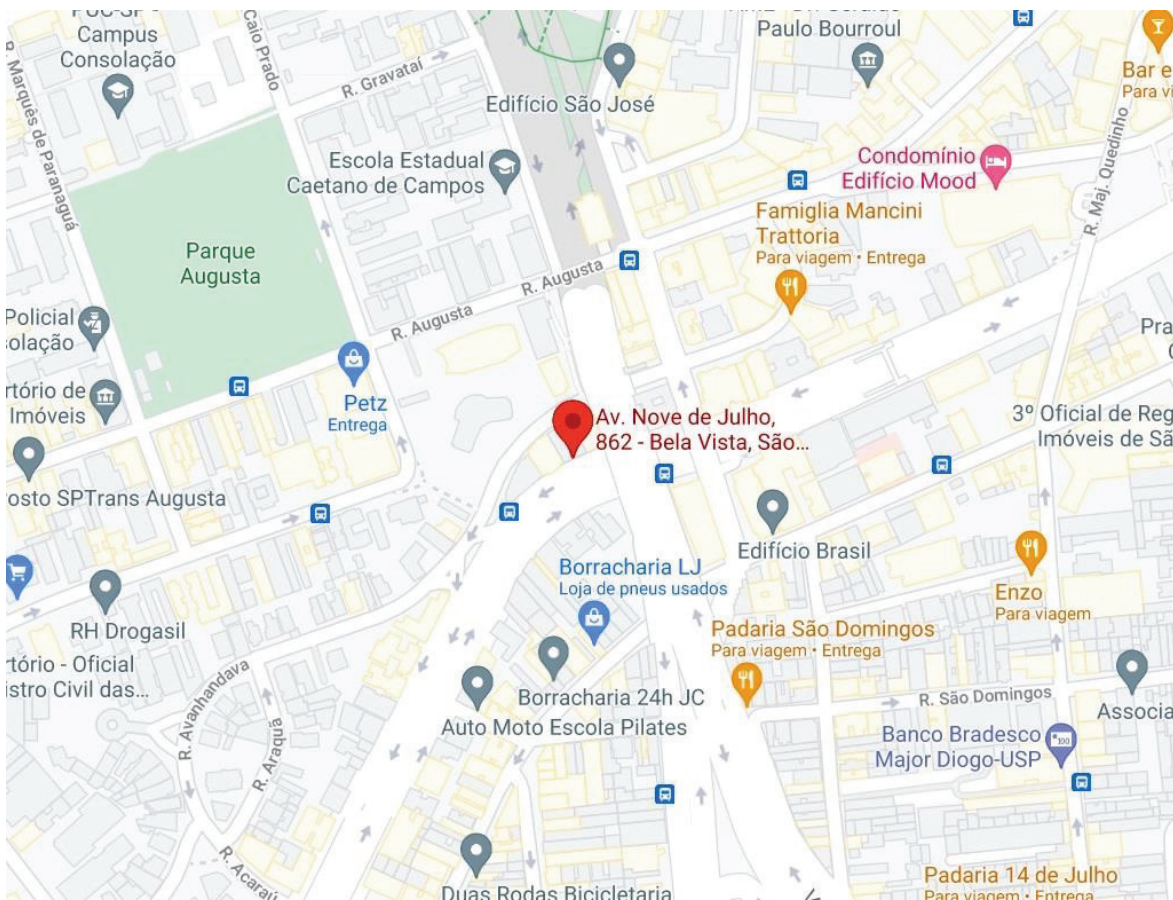 Campus
Consolação
Caio Prado
R. Marquês de Paranaguá
R. Gravataí
Edifício São José
Paulo Bourroul
Bar e
Escola Estadual
Caetano de Campos
Condomínio
Edifício Mood
R. Maj. Quedinho
Famiglia Mancini
Trattoria
Para viagem • Entrega
Parque
Augusta
R. Augusta
R. Augusta
Policial
Petz
Entrega
Imóveis
Av. Nove de Julho,
862 - Bela Vista, São...
3º Oficial de Reg
Imóveis de Sã
osto SPTrans Augusta
Edifício Brasil
Borracharia LJ
Loja de pneus usados
Enzo
Para viagem
RH Drogasil
Padaria São Domingos
Para viagem • Entrega
rtório - Oficial
istro Civil das...
R. Avanhandava
R. Araquã
Borracharia 24h JC
Auto Moto Escola Pilates
R. São Domingos
Associa
Banco Bradesco
Major Diogo-USP
R. Acaraú
Duas Rodas Bicicletaria
Padaria 14 de Julho
Para viagem • Entrega